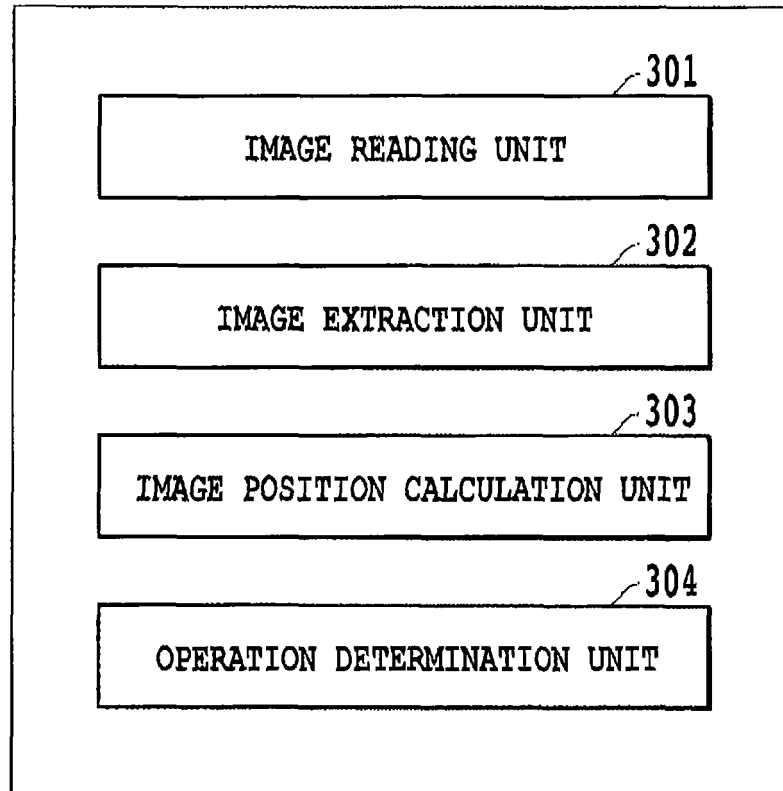 301
IMAGE READING UNIT
302
IMAGE EXTRACTION UNIT
303
IMAGE POSITION CALCULATION UNIT
304
OPERATION DETERMINATION UNIT